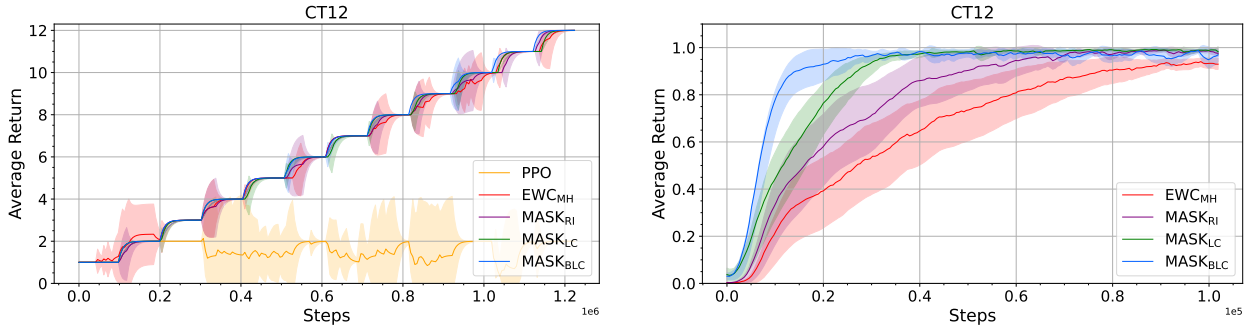 CT12
Average Return
12
10
8
6
4
2
0
PPO
EWC_MH
MASK_RI
MASK_LC
MASK_BLC
0.0 0.2 0.4 0.6 0.8 1.0 1.2
1e6
Steps
CT12
Average Return
1.0
0.8
0.6
0.4
0.2
0.0
EWC_MH
MASK_RI
MASK_LC
MASK_BLC
0.0 0.2 0.4 0.6 0.8 1.0
1e5
Steps